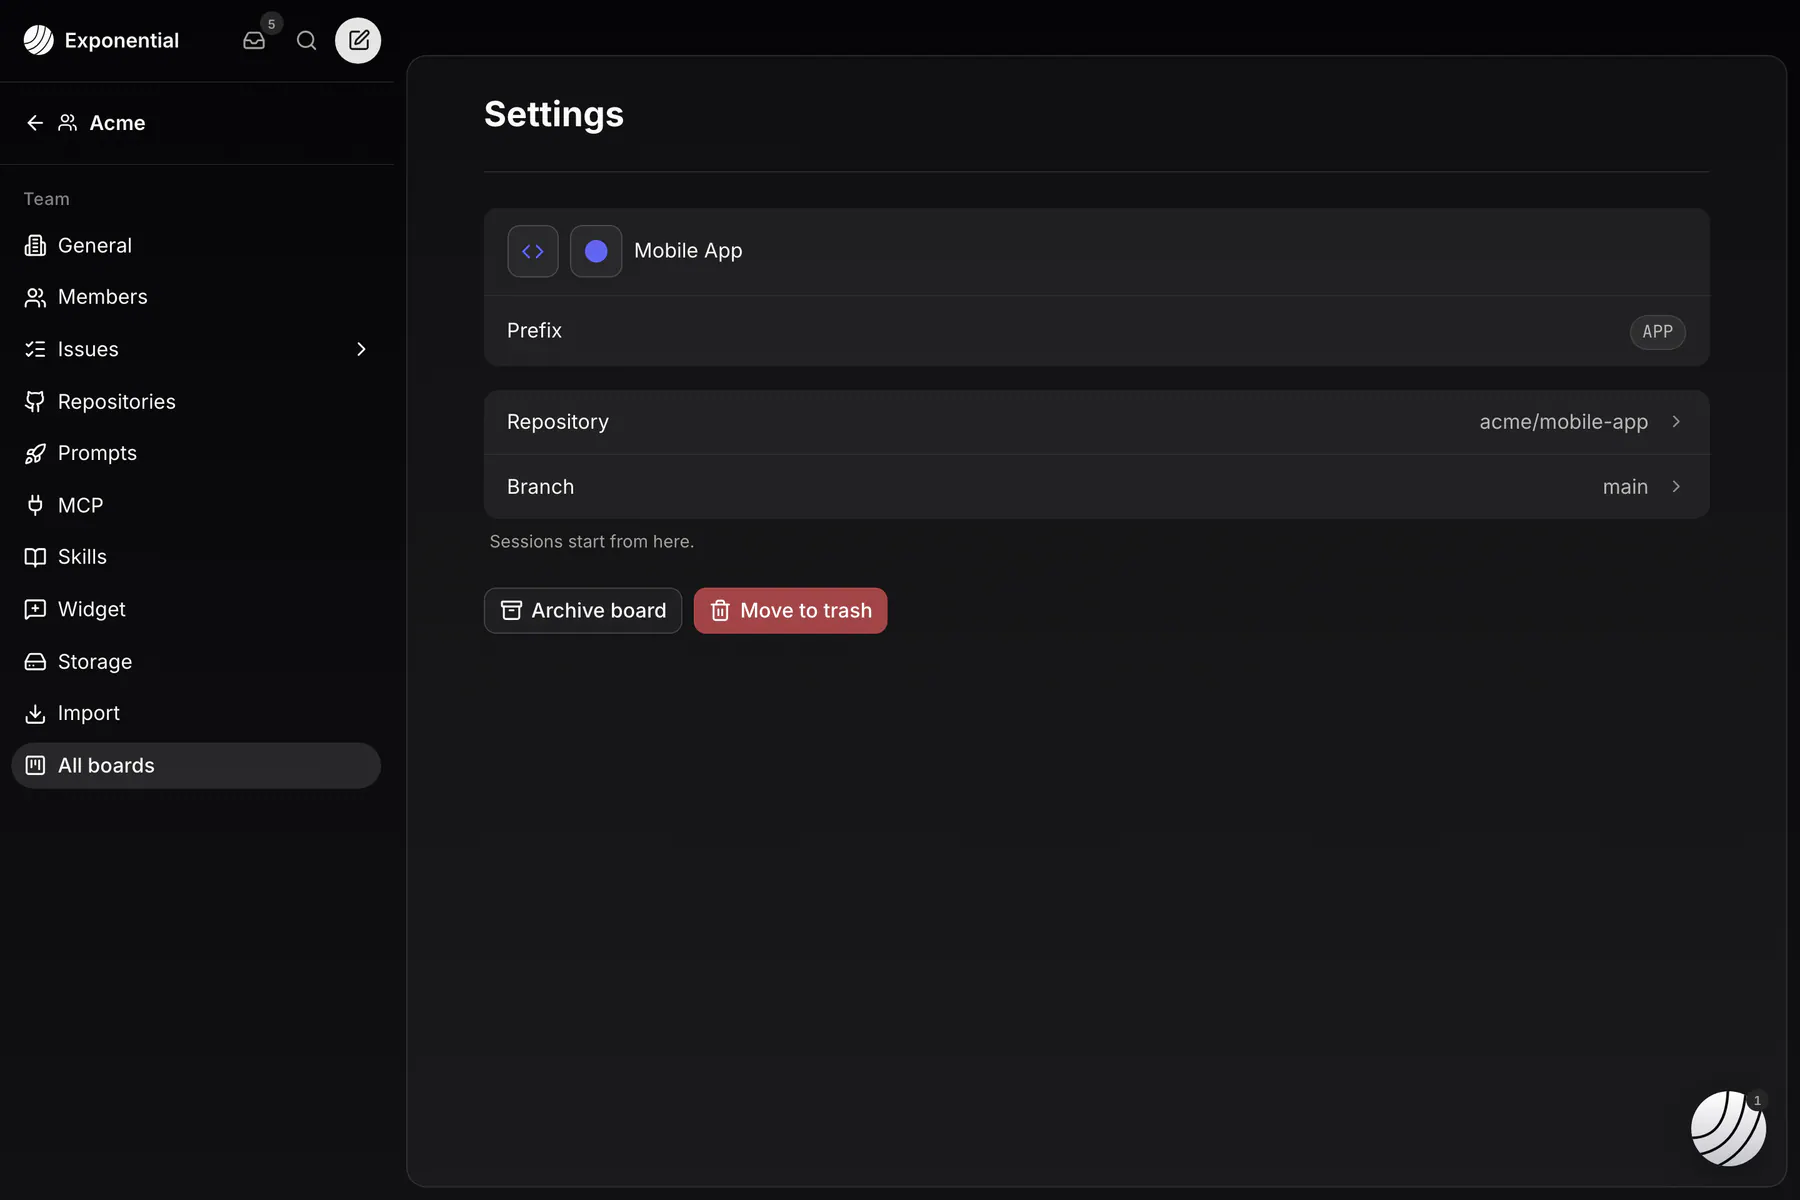 Exponential
5
Acme
Team
General
Members
Issues
Repositories
Prompts
MCP
Skills
Widget
Storage
Import
All boards
Settings
Mobile App
Prefix
APP
Repository
acme/mobile-app
Branch
main
Sessions start from here.
Archive board
Move to trash
1